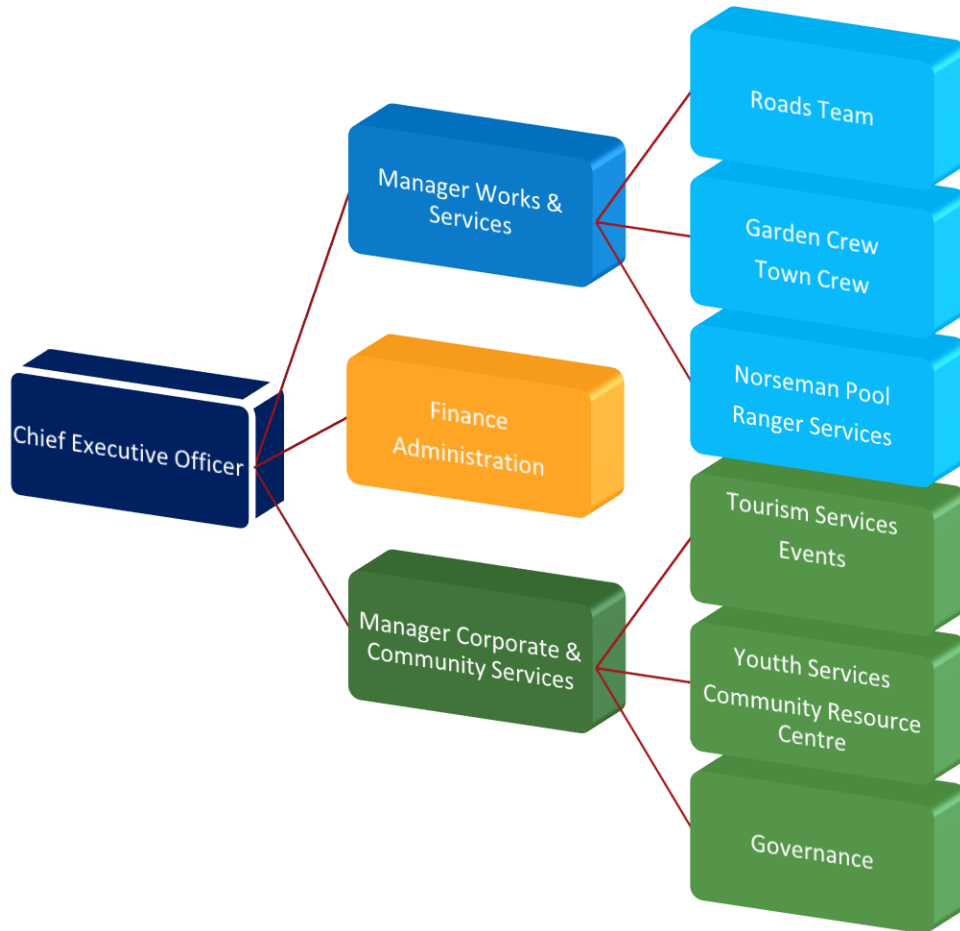 Chief Executive Officer
Manager Works &
Services
Finance
Administration
Manager Corporate &
Community Services
Roads Team
Garden Crew
Town Crew
Norseman Pool
Ranger Services
Tourism Services
Events
Youtth Services
Community Resource
Centre
Governance